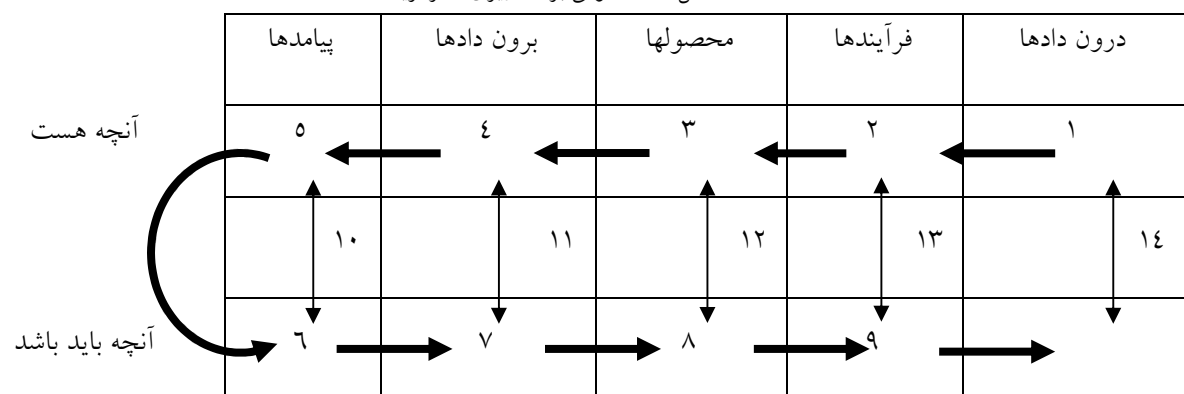 درون دادها	فرآیندها	محصولها	برون دادها	پیامدها
آنچه هست	١	٢	٣	٤	٥
١٤	١٣	١٢	١١	١٠
آنچه باید باشد	٩	٨	٧	٦